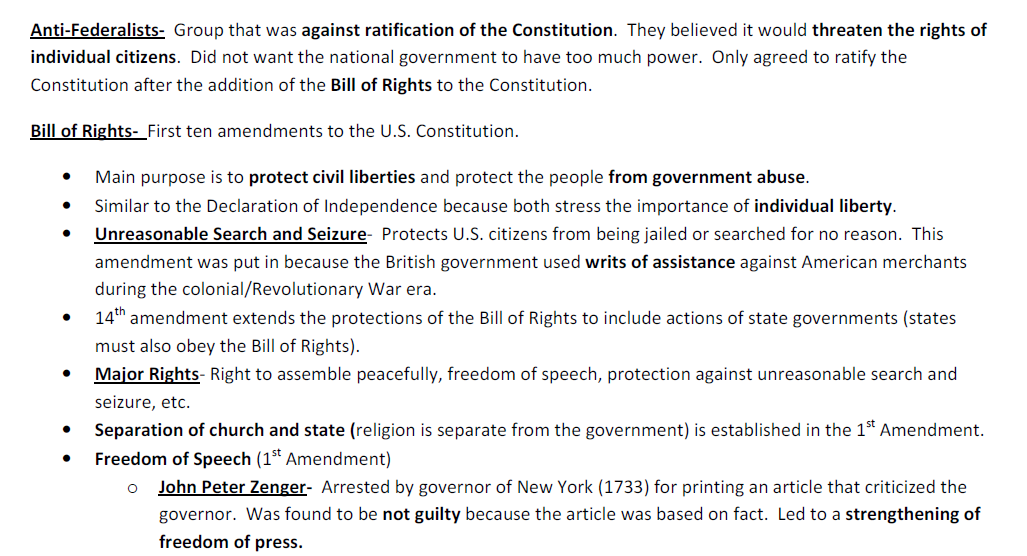 Anti-Federalists- Group that was against ratification of the Constitution. They believed it would threaten the rights of
individual citizens. Did not want the national government to have too much power. Only agreed to ratify the
Constitution after the addition of the Bill of Rights to the Constitution.
Bill of Rights- First ten amendments to the U.S. Constitution.
• Main purpose is to protect civil liberties and protect the people from government abuse.
• Similar to the Declaration of Independence because both stress the importance of individual liberty.
• Unreasonable Search and Seizure- Protects U.S. citizens from being jailed or searched for no reason. This
amendment was put in because the British government used writs of assistance against American merchants
during the colonial/Revolutionary War era.
• 14th amendment extends the protections of the Bill of Rights to include actions of state governments (states
must also obey the Bill of Rights).
• Major Rights- Right to assemble peacefully, freedom of speech, protection against unreasonable search and
seizure, etc.
• Separation of church and state (religion is separate from the government) is established in the 1st Amendment.
• Freedom of Speech (1st Amendment)
o John Peter Zenger- Arrested by governor of New York (1733) for printing an article that criticized the
governor. Was found to be not guilty because the article was based on fact. Led to a strengthening of
freedom of press.